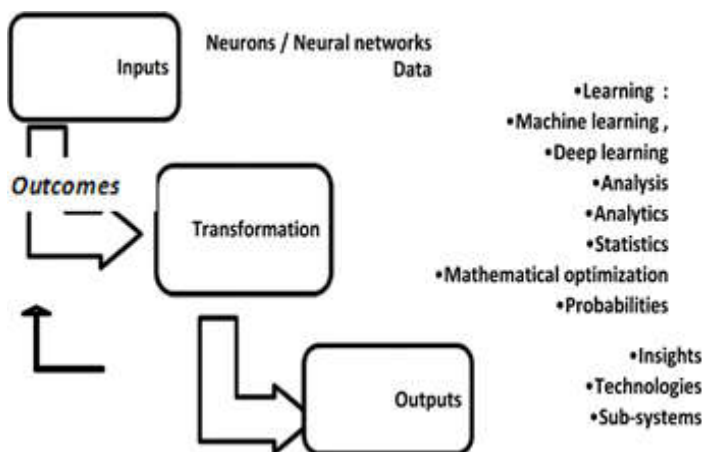 Inputs
Neurons / Neural networks
Data
Outcomes
Transformation
•Learning :
•Machine learning ,
•Deep learning
•Analysis
•Analytics
•Statistics
•Mathematical optimization
•Probabilities
Outputs
•Insights
•Technologies
•Sub-systems